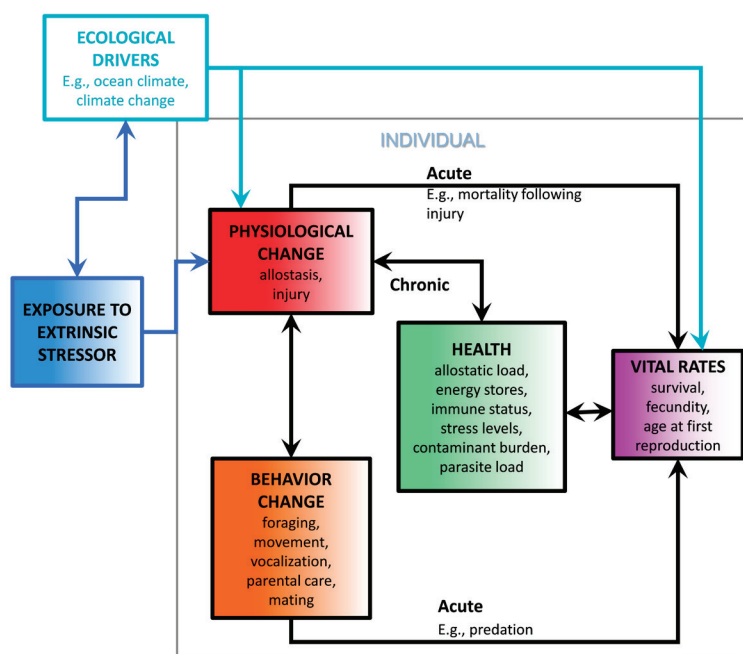 ECOLOGICAL
DRIVERS
E.g., ocean climate,
climate change
INDIVIDUAL
Acute
E.g., mortality following
injury
PHYSIOLOGICAL
CHANGE
allostasis,
injury
Chronic
EXPOSURE TO
EXTRINSIC
STRESSOR
HEALTH
allostatic load,
energy stores,
immune status,
stress levels,
contaminant burden,
parasite load
VITAL RATES
survival,
fecundity,
age at first
reproduction
BEHAVIOR
CHANGE
foraging,
movement,
vocalization,
parental care,
mating
Acute
E.g., predation